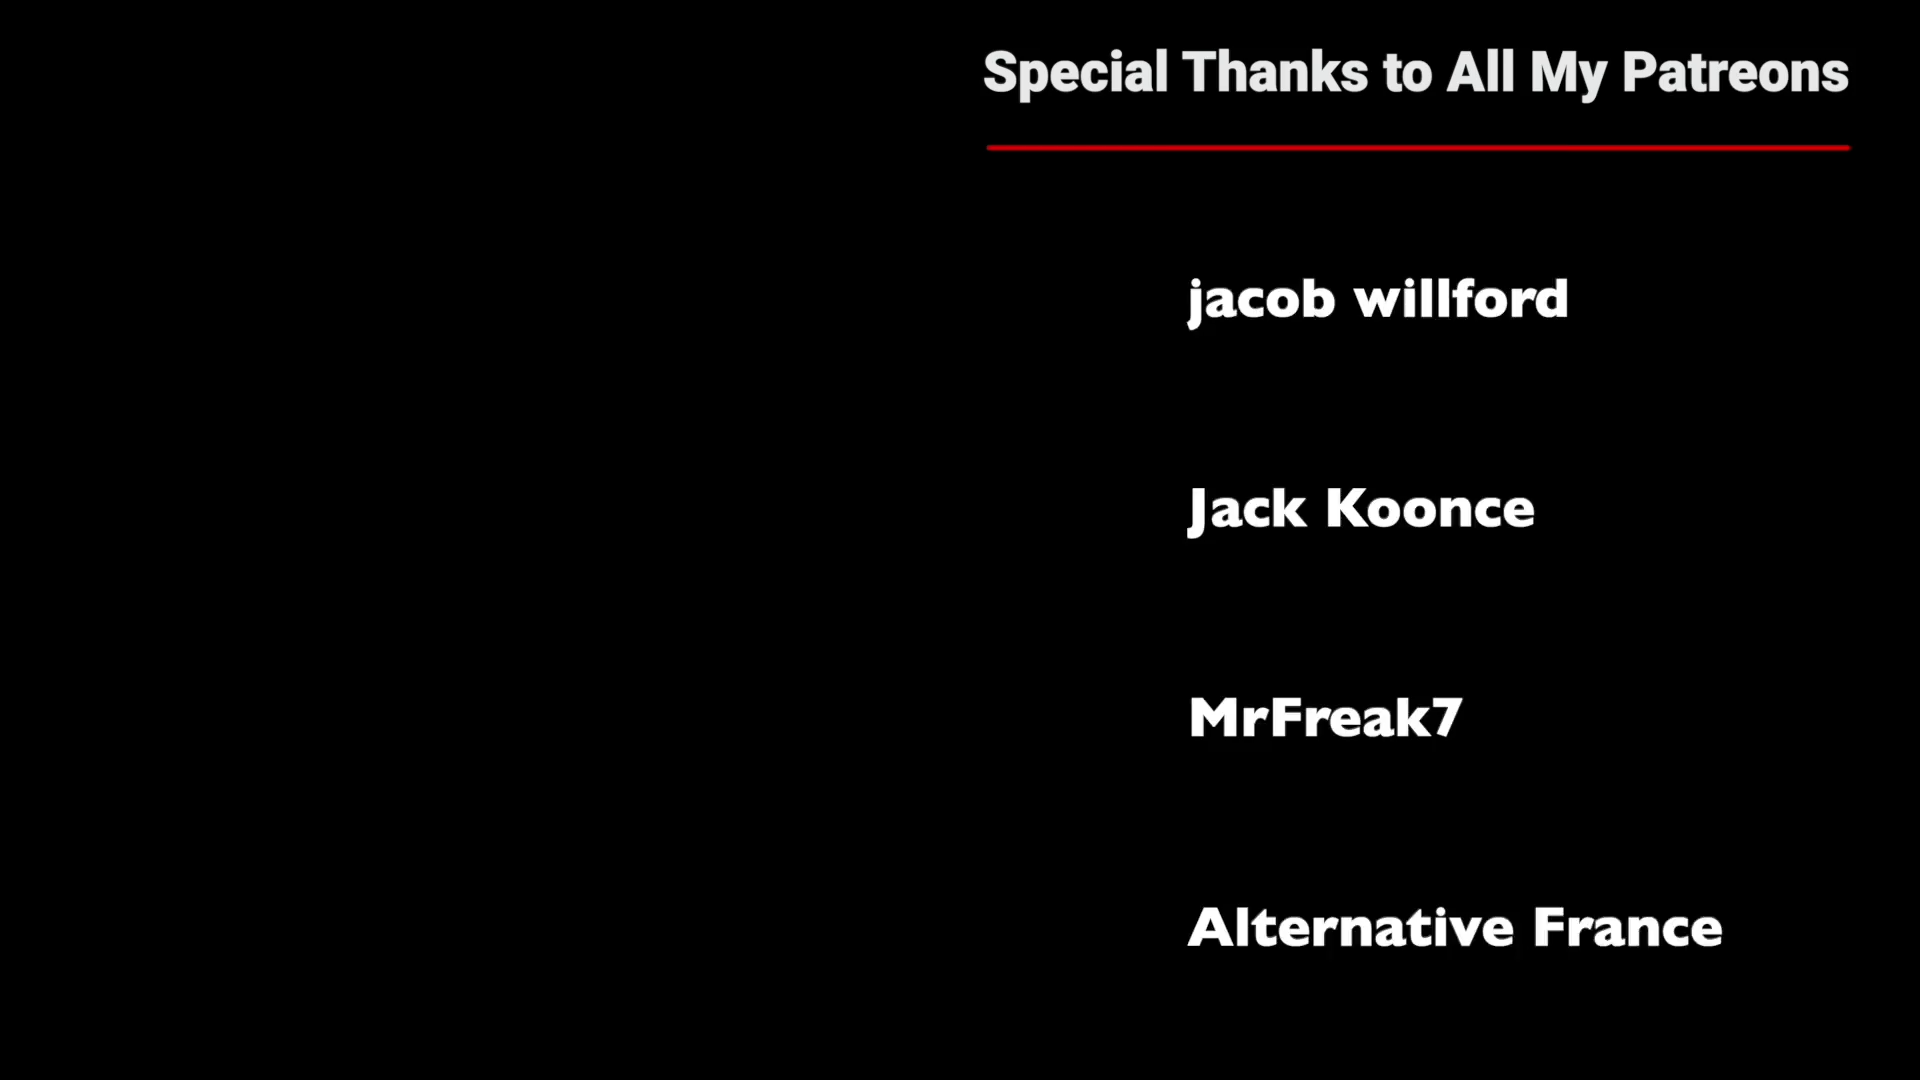 Special Thanks to All My Patreons
jacob willford
Jack Koonce
MrFreak7
Alternative France